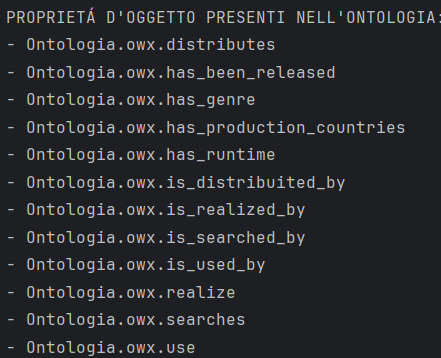 PROPRIETÁ D'OGGETTO PRESENTI NELL'ONTOLOGIA:
- Ontologia.owx.distributes
- Ontologia.owx.has_been_released
- Ontologia.owx.has_genre
- Ontologia.owx.has_production_countries
- Ontologia.owx.has_runtime
- Ontologia.owx.is_distribuited_by
- Ontologia.owx.is_realized_by
- Ontologia.owx.is_searched_by
- Ontologia.owx.is_used_by
- Ontologia.owx.realize
- Ontologia.owx.searches
- Ontologia.owx.use